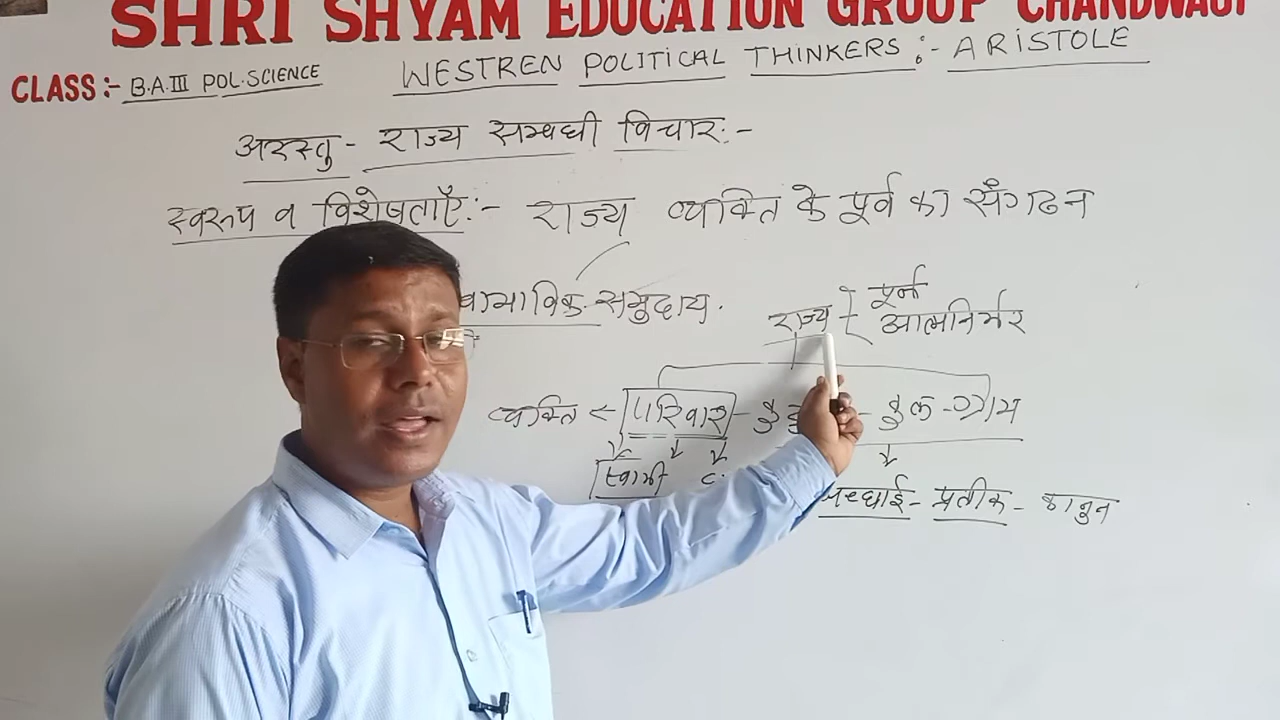 SHRI SHYAM EDUCATION GROUP CHANDWAJI
CLASS:- B.A.III POL.SCIENCE WESTREN POLITICAL THINKERS:- ARISTOLE
अरस्तु - राज्य सम्बधी विचार:-
स्वरुप व विशेषताएँ:- राज्य व्यक्ति के पूर्व का सँगठन
वाभाविक समुदाय.
राज्य पूर्ण
आत्मनिर्भर
व्यक्ति < परिवार - कु - कुल - ग्राम
स्वामी
अच्छाई - प्रतीक - कानुन